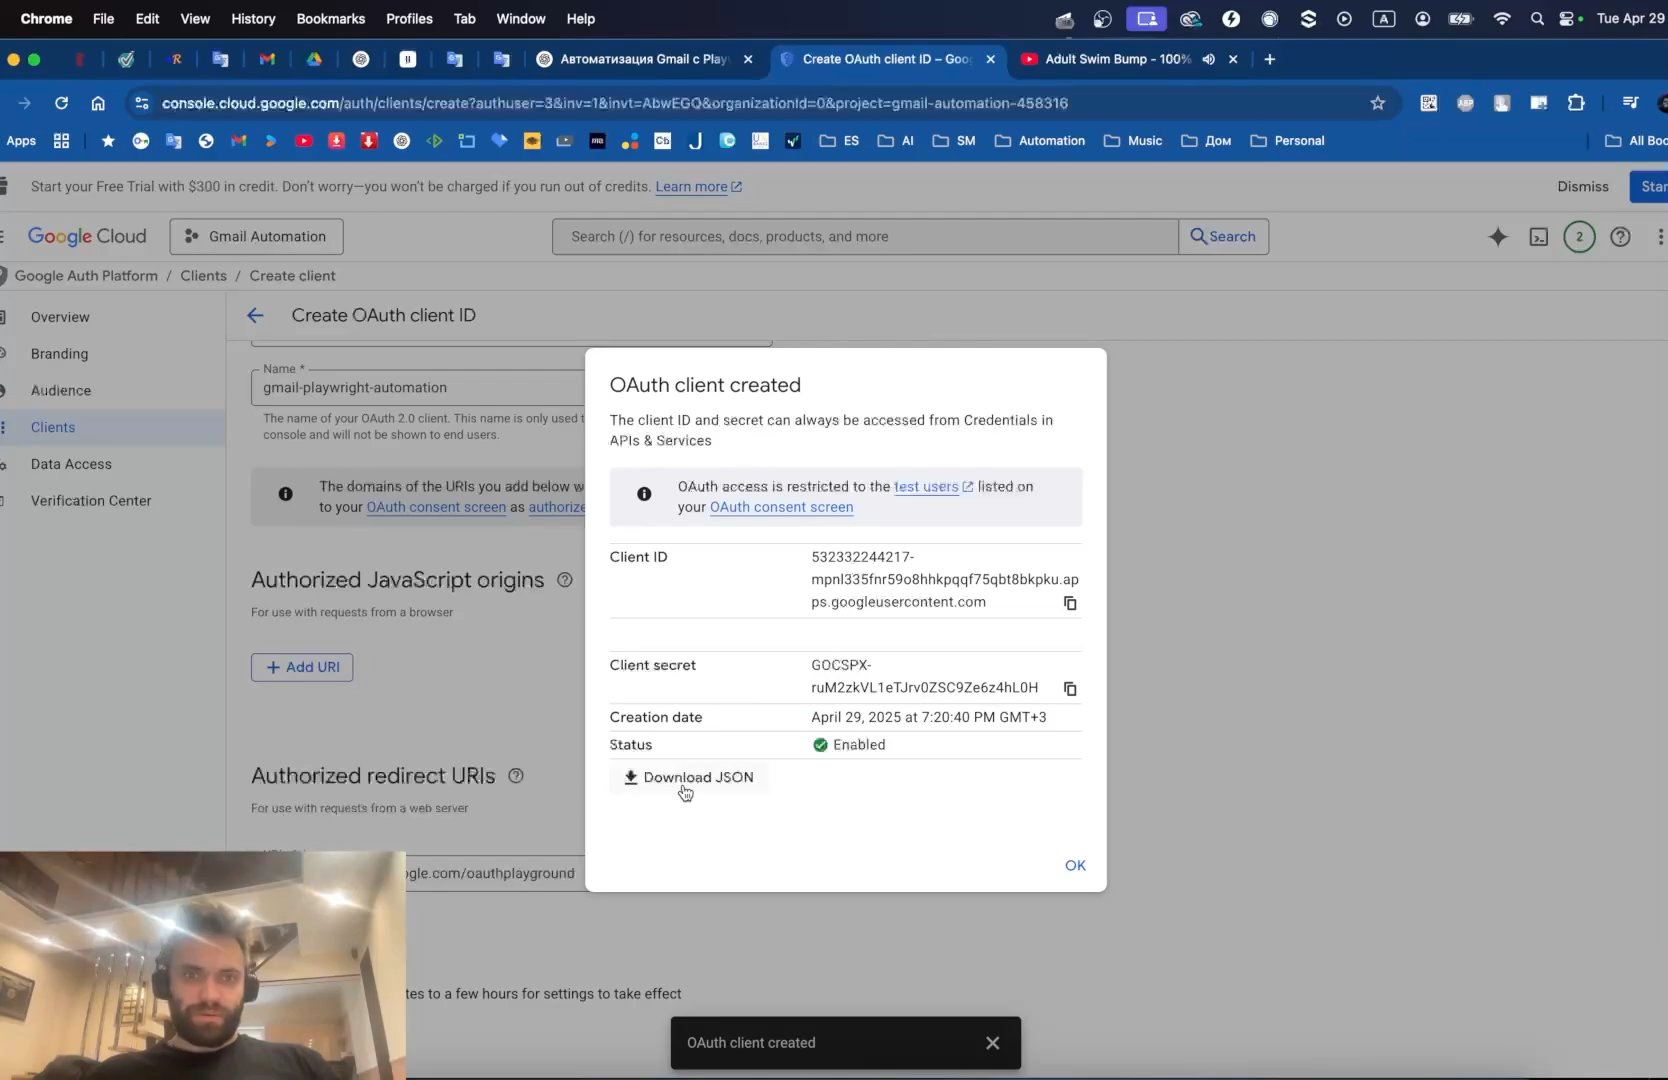 Chrome File Edit View History Bookmarks Profiles Tab Window Help A Tue Apr 29
Автоматизация Gmail с Play
Create OAuth client ID – Goo
Adult Swim Bump - 100%
console.cloud.google.com/auth/clients/create?authuser=3&inv=1&invt=AbwEGQ&organizationId=0&project=gmail-automation-458316
Apps ES AI SM Automation Music Дом Personal All Boo
Start your Free Trial with $300 in credit. Don't worry—you won't be charged if you run out of credits. Learn more
Dismiss
Star
Google Cloud
Gmail Automation
Search (/) for resources, docs, products, and more
Search
2
Google Auth Platform / Clients / Create client
Overview
Branding
Audience
Clients
Data Access
Verification Center
Create OAuth client ID
Name *
gmail-playwright-automation
The name of your OAuth 2.0 client. This name is only used t
console and will not be shown to end users.
The domains of the URIs you add below w
to your OAuth consent screen as authorize
Authorized JavaScript origins
For use with requests from a browser
+ Add URI
Authorized redirect URIs
For use with requests from a web server
gle.com/oauthplayground
tes to a few hours for settings to take effect
OAuth client created
The client ID and secret can always be accessed from Credentials in
APIs & Services
OAuth access is restricted to the test users listed on
your OAuth consent screen
Client ID
532332244217-
mpnl335fnr59o8hhkpqqf75qbt8bkpku.ap
ps.googleusercontent.com
Client secret
GOCSPX-
ruM2zkVL1eTJrv0ZSC9Ze6z4hL0H
Creation date
April 29, 2025 at 7:20:40 PM GMT+3
Status
Enabled
Download JSON
OK
OAuth client created